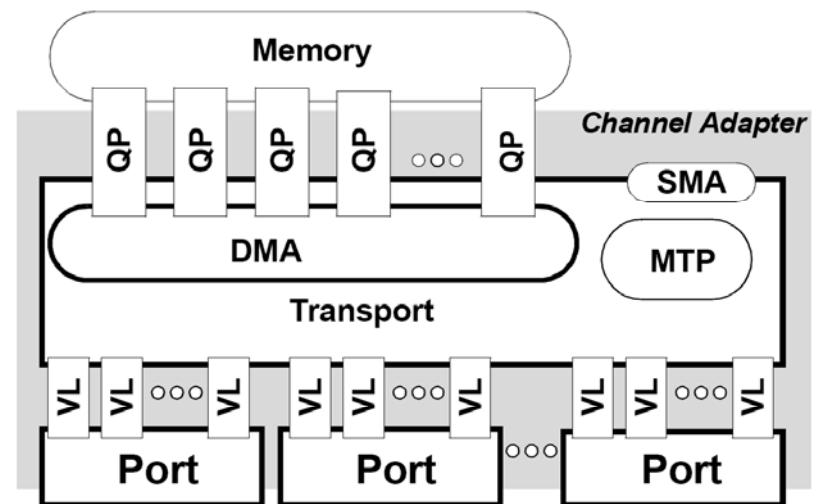 Memory
Channel Adapter
QP QP QP QP QP
SMA
DMA
MTP
Transport
VL VL VL VL VL VL VL VL VL
Port Port Port